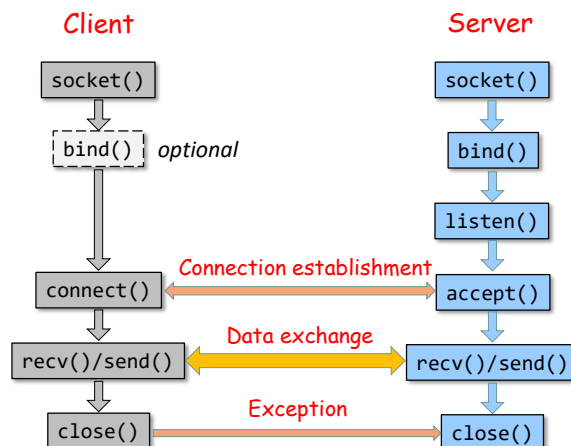 Client
Server
socket()
socket()
bind()
optional
bind()
listen()
Connection establishment
connect()
accept()
Data exchange
recv()/send()
recv()/send()
Exception
close()
close()